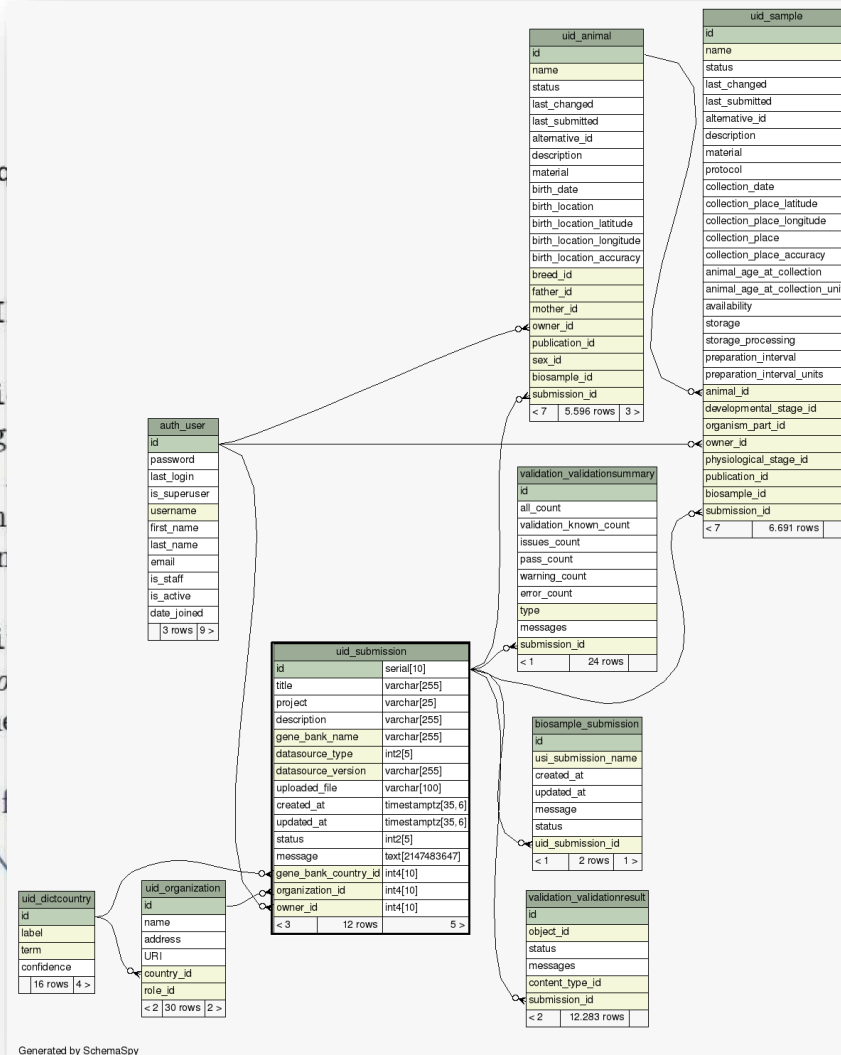 uid_animal
id
name
status
last_changed
last_submitted
alternative_id
description
material
birth_date
birth_location
birth_location_latitude
birth_location_longitude
birth_location_accuracy
breed_id
father_id
mother_id
owner_id
publication_id
sex_id
biosample_id
submission_id
< 7 5.596 rows 3 >
uid_sample
id
name
status
last_changed
last_submitted
alternative_id
description
material
protocol
collection_date
collection_place_latitude
collection_place_longitude
collection_place
collection_place_accuracy
animal_age_at_collection
animal_age_at_collection_uni
availability
storage
storage_processing
preparation_interval
preparation_interval_units
animal_id
developmental_stage_id
organism_part_id
owner_id
physiological_stage_id
publication_id
biosample_id
submission_id
< 7 6.691 rows
auth_user
id
password
last_login
is_superuser
username
first_name
last_name
email
is_staff
is_active
date_joined
3 rows 9 >
validation_validationsummary
id
all_count
validation_known_count
issues_count
pass_count
warning_count
error_count
type
messages
submission_id
< 1 24 rows
uid_submission
id serial[10]
title varchar[255]
project varchar[25]
description varchar[255]
gene_bank_name varchar[255]
datasource_type int2[5]
datasource_version varchar[255]
uploaded_file varchar[100]
created_at timestamptz[35,6]
updated_at timestamptz[35,6]
status int2[5]
message text[2147483647]
gene_bank_country_id int4[10]
organization_id int4[10]
owner_id int4[10]
< 3 12 rows 5 >
biosample_submission
id
usi_submission_name
created_at
updated_at
message
status
uid_submission_id
< 1 2 rows 1 >
uid_dictcountry
id
label
term
confidence
16 rows 4 >
uid_organization
id
name
address
URI
country_id
role_id
< 2 30 rows 2 >
validation_validationresult
id
object_id
status
messages
content_type_id
submission_id
< 2 12.283 rows
Generated by SchemaSpy